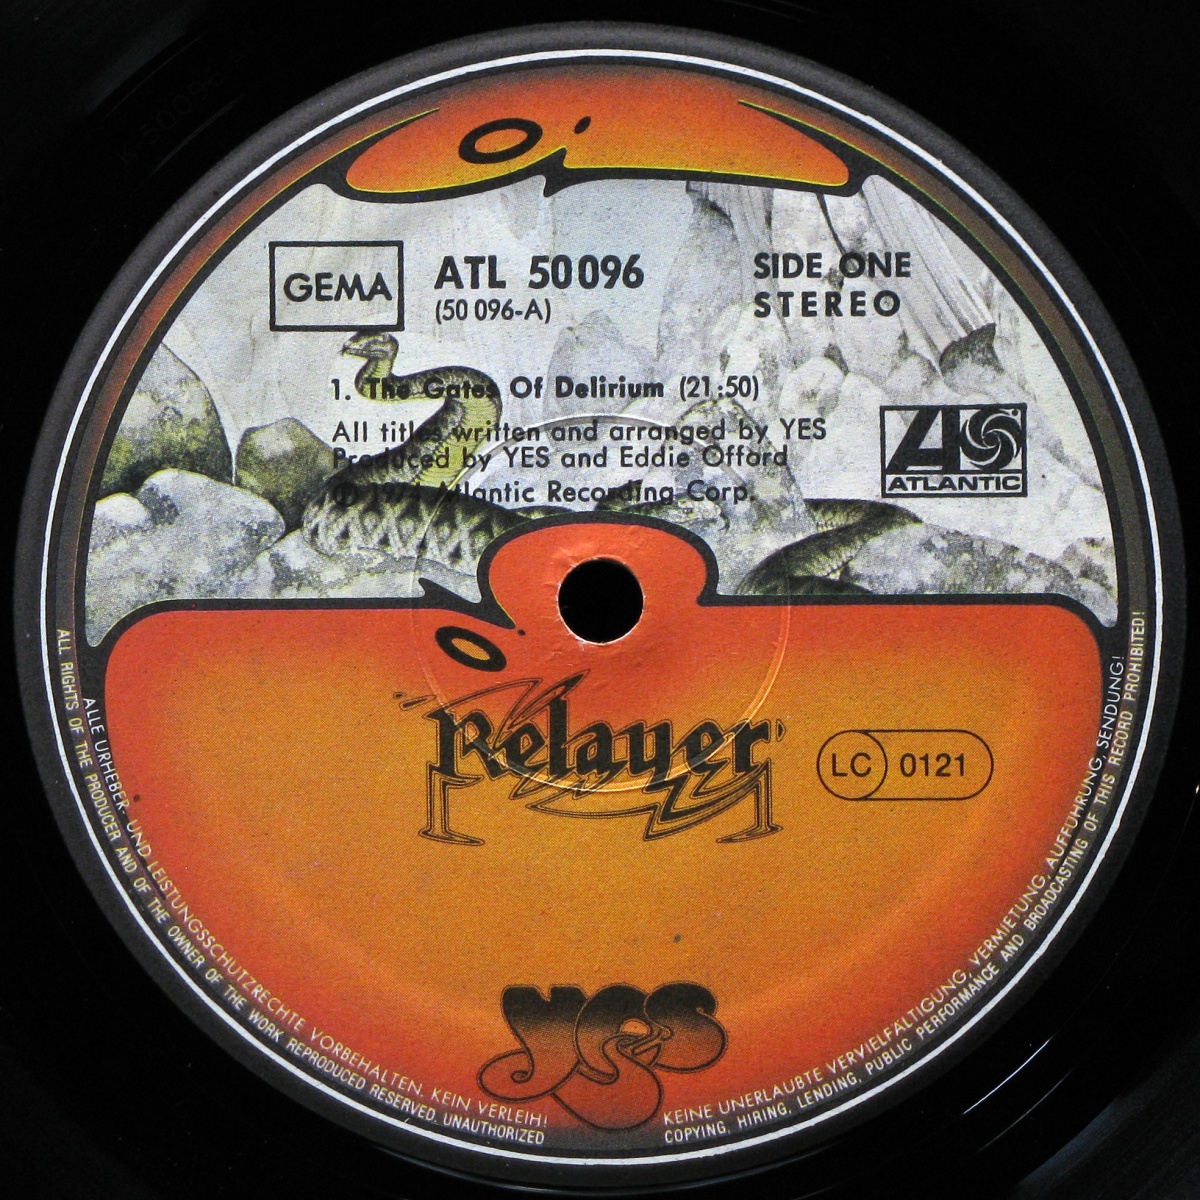 GEMA
ATL 50096
(50 096-A)
SIDE ONE
STEREO
1. The Gates Of Delirium (21:50)
All titles written and arranged by YES
Produced by YES and Eddie Offord
Ⓟ 1974 Atlantic Recording Corp.
ATLANTIC
"Relayer"
LC 0121
YES
ALLE URHEBER- UND LEISTUNGSSCHUTZRECHTE VORBEHALTEN. KEIN VERLEIH! KEINE UNERLAUBTE VERVIELFÄLTIGUNG, VERMIETUNG, AUFFÜHRUNG, SENDUNG!
ALL RIGHTS OF THE PRODUCER AND OF THE OWNER OF THE WORK REPRODUCED RESERVED. UNAUTHORIZED COPYING, HIRING, LENDING, PUBLIC PERFORMANCE AND BROADCASTING OF THIS RECORD PROHIBITED!